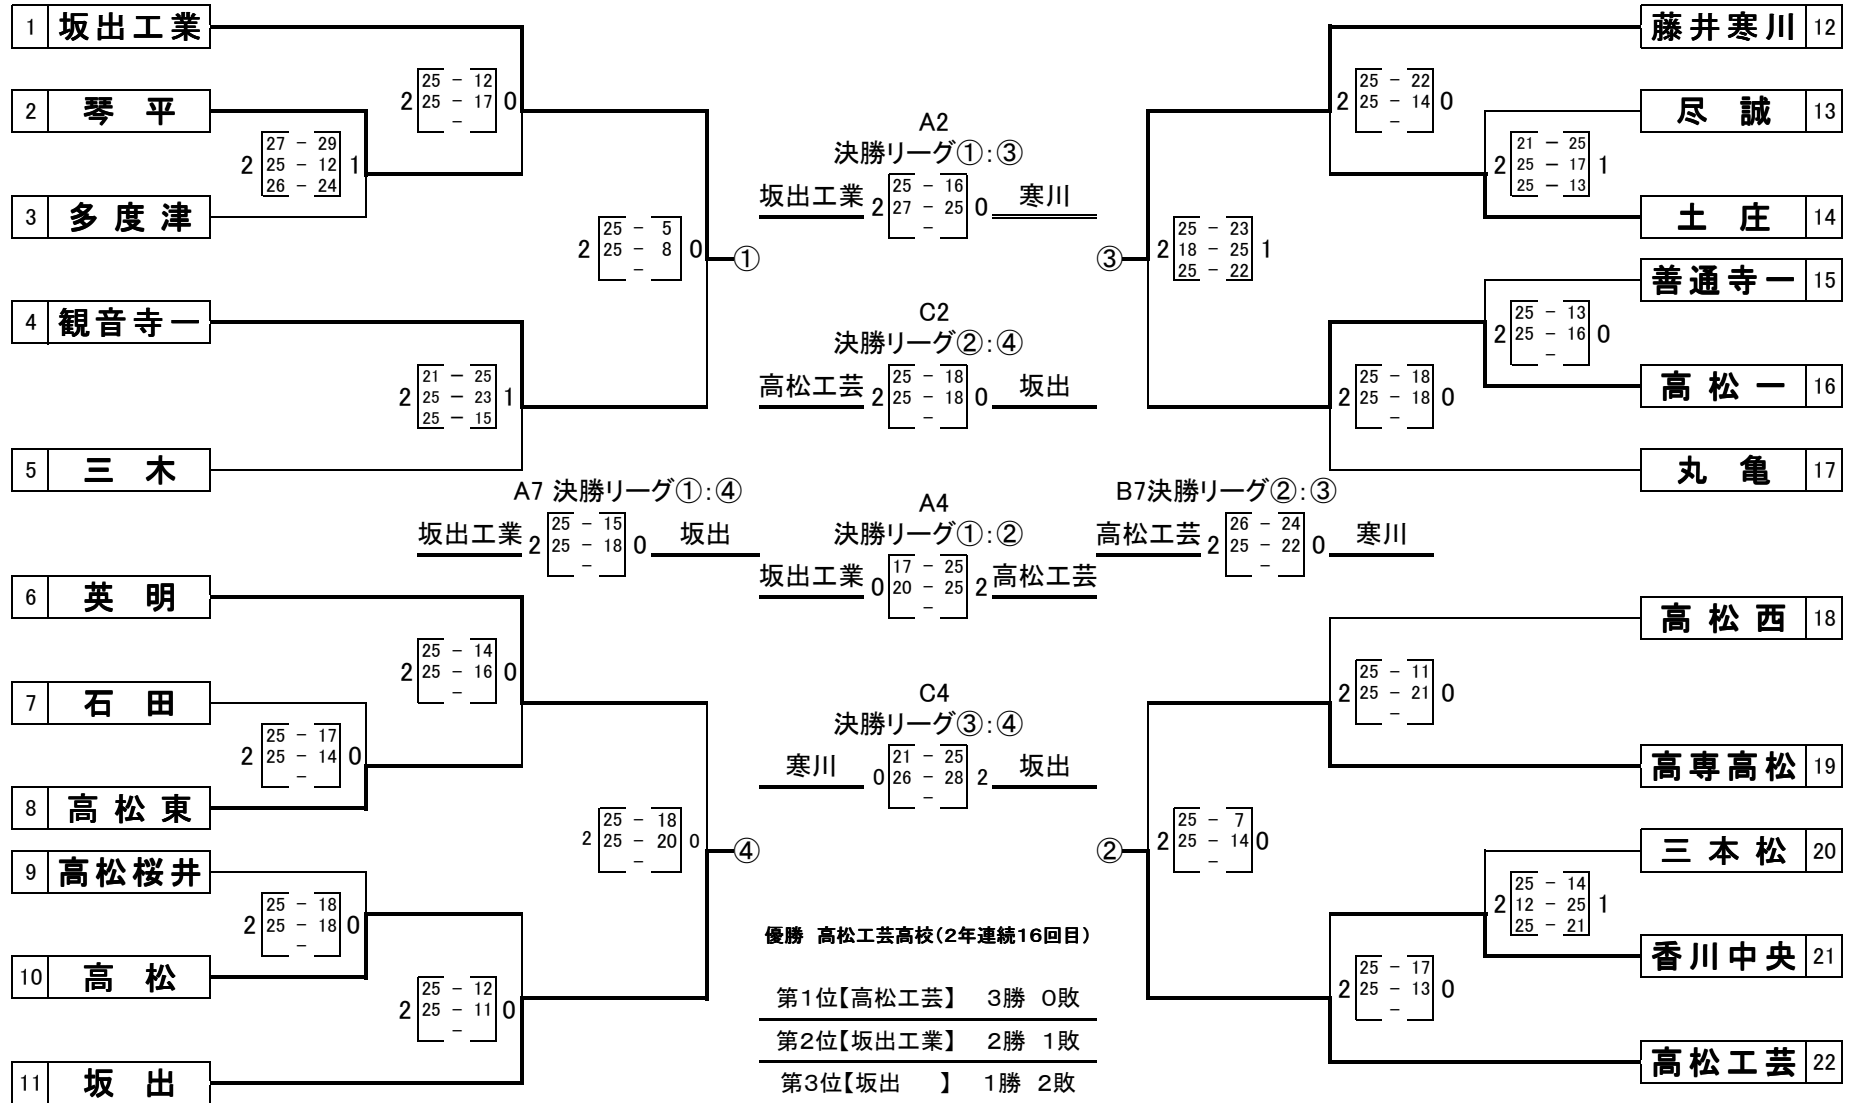 1 坂出工業
2 琴平
3 多度津
4 観音寺一
5 三木
6 英明
7 石田
8 高松東
9 高松桜井
10 高松
11 坂出
2 25 - 12 0
25 - 17
-
2 27 - 29 1
25 - 12
26 - 24
2 25 - 5 0
25 - 8
-
①
2 21 - 25 1
25 - 23
25 - 15
2 25 - 14 0
25 - 16
-
2 25 - 17 0
25 - 14
-
2 25 - 18 0
25 - 20
-
④
2 25 - 18 0
25 - 18
-
2 25 - 12 0
25 - 11
-
A2
決勝リーグ①:③
坂出工業 2 25 - 16 0 寒川
27 - 25
-
C2
決勝リーグ②:④
高松工芸 2 25 - 18 0 坂出
25 - 18
-
A7 決勝リーグ①:④
坂出工業 2 25 - 15 0 坂出
25 - 18
-
A4
決勝リーグ①:②
坂出工業 0 17 - 25 2 高松工芸
20 - 25
-
B7決勝リーグ②:③
高松工芸 2 26 - 24 0 寒川
25 - 22
-
C4
決勝リーグ③:④
寒川 0 21 - 25 2 坂出
26 - 28
-
優勝 高松工芸高校(2年連続16回目)
第1位【高松工芸】 3勝 0敗
第2位【坂出工業】 2勝 1敗
第3位【坂出 】 1勝 2敗
藤井寒川 12
尽誠 13
土庄 14
善通寺一 15
高松一 16
丸亀 17
高松西 18
高専高松 19
三本松 20
香川中央 21
高松工芸 22
2 25 - 22 0
25 - 14
-
2 21 - 25 1
25 - 17
25 - 13
③
2 25 - 23 1
18 - 25
25 - 22
2 25 - 13 0
25 - 16
-
2 25 - 18 0
25 - 18
-
2 25 - 11 0
25 - 21
-
②
2 25 - 7 0
25 - 14
-
2 25 - 14 1
12 - 25
25 - 21
2 25 - 17 0
25 - 13
-